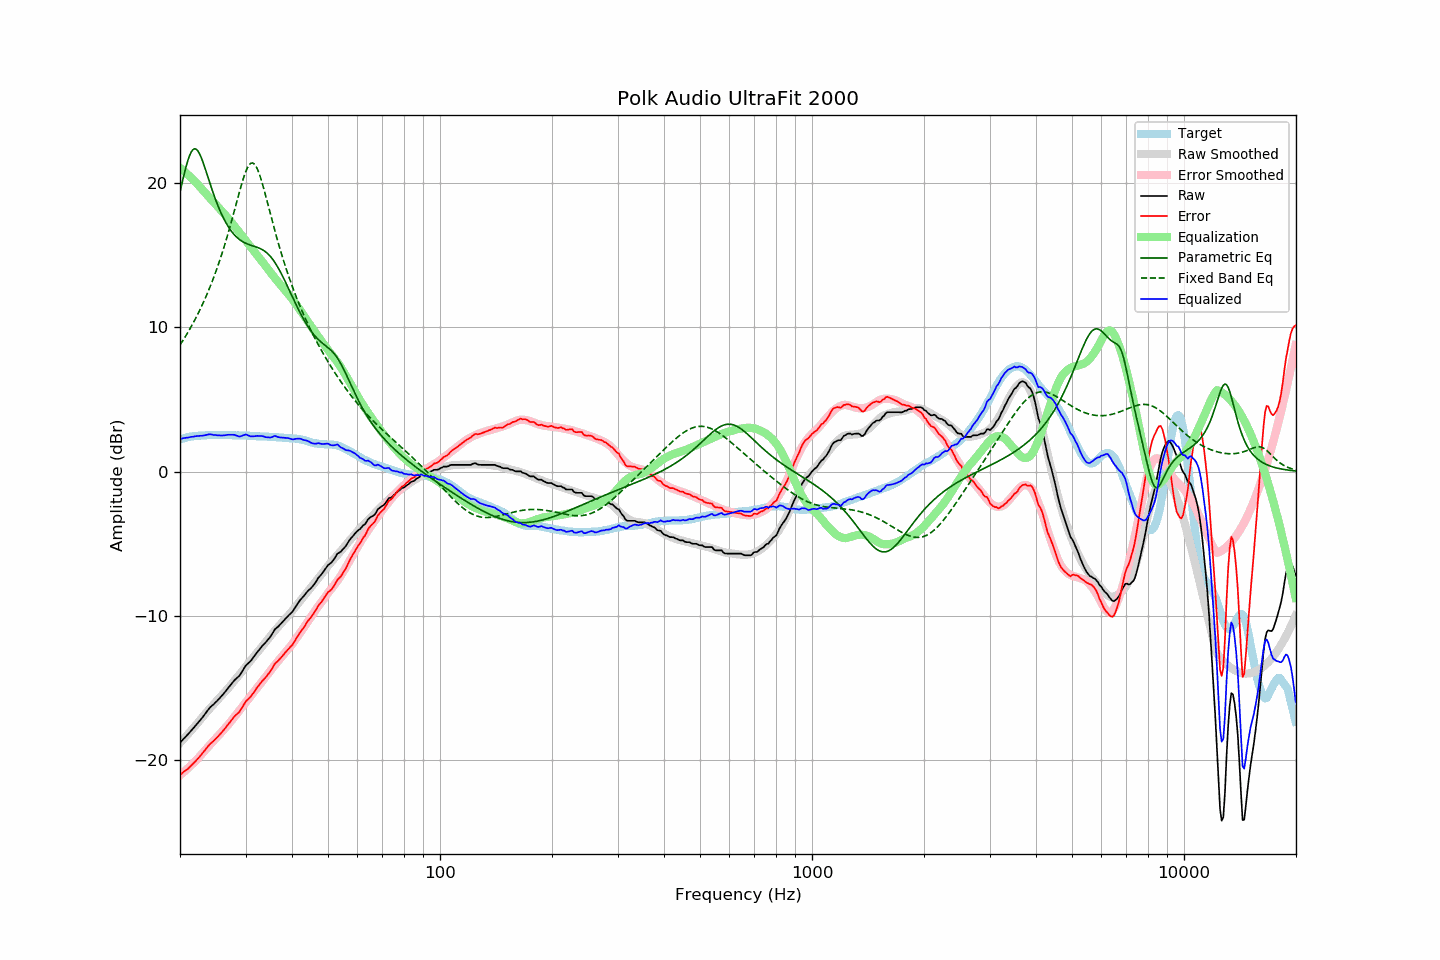 Polk Audio UltraFit 2000
Target
Raw Smoothed
Error Smoothed
Raw
Error
Equalization
Parametric Eq
Fixed Band Eq
Equalized
20
10
0
−10
−20
Amplitude (dBr)
100
1000
10000
Frequency (Hz)